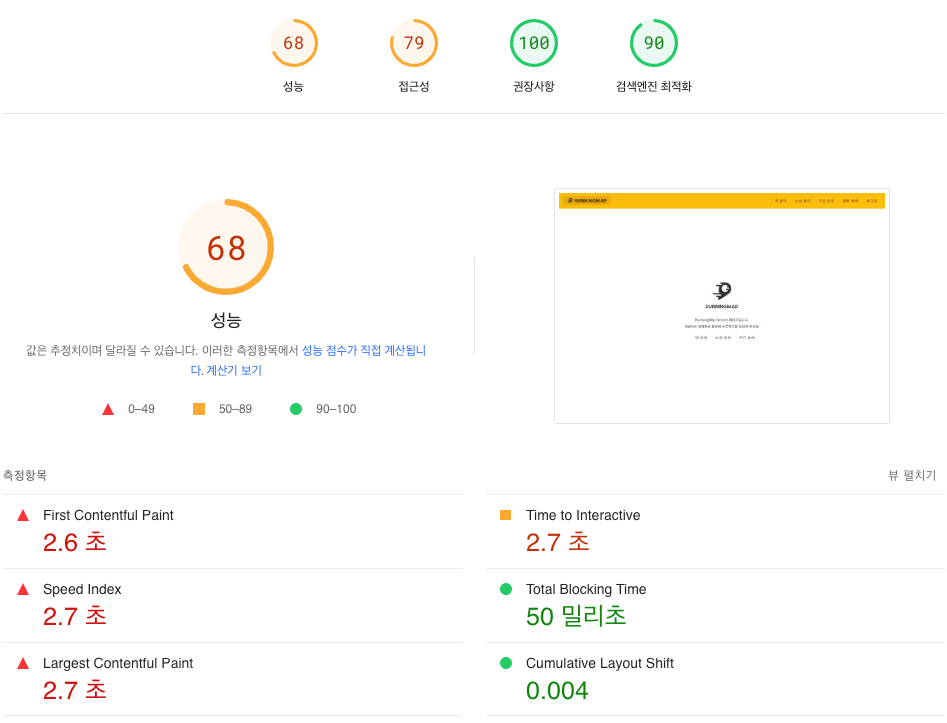 68
79
100
90
성능
접근성
권장사항
검색엔진 최적화
68
성능
값은 추정치이며 달라질 수 있습니다. 이러한 측정항목에서 성능 점수가 직접 계산됩니
다. 계산기 보기
0–49
50–89
90–100
RUNNINGMAP
RUNNINGMAP
측정항목
뷰 펼치기
First Contentful Paint
2.6 초
Time to Interactive
2.7 초
Speed Index
2.7 초
Total Blocking Time
50 밀리초
Largest Contentful Paint
2.7 초
Cumulative Layout Shift
0.004